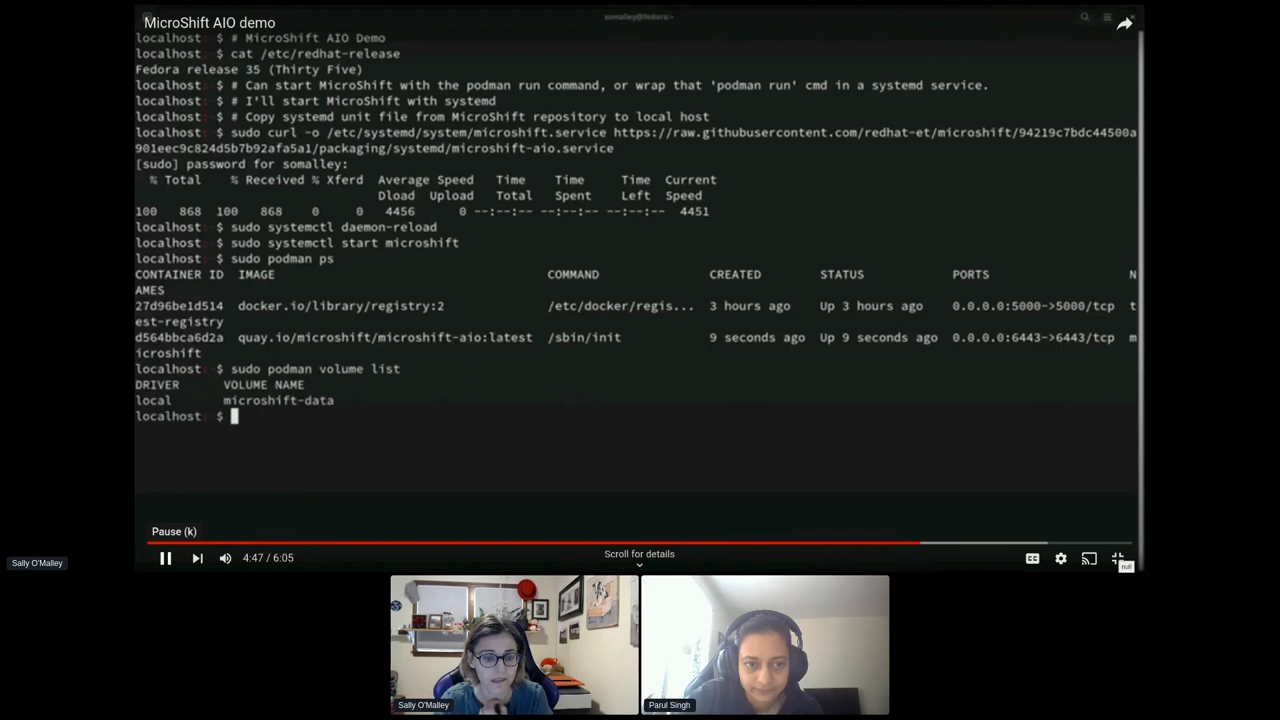 MicroShift AIO demo
somalley@fedora:~
localhost: $ # MicroShift AIO Demo
localhost: $ cat /etc/redhat-release
Fedora release 35 (Thirty Five)
localhost: $ # Can start MicroShift with the podman run command, or wrap that 'podman run' cmd in a systemd service.
localhost: $ # I'll start MicroShift with systemd
localhost: $ # Copy systemd unit file from MicroShift repository to local host
localhost: $ sudo curl -o /etc/systemd/system/microshift.service https://raw.githubusercontent.com/redhat-et/microshift/94219c7bdc44500a
901eec9c824d5b7b92afa5a1/packaging/systemd/microshift-aio.service
[sudo] password for somalley:
% Total % Received % Xferd Average Speed Time Time Time Current
Dload Upload Total Spent Left Speed
100 868 100 868 0 0 4456 0 --:--:-- --:--:-- --:--:-- 4451
localhost: $ sudo systemctl daemon-reload
localhost: $ sudo systemctl start microshift
localhost: $ sudo podman ps
CONTAINER ID IMAGE COMMAND CREATED STATUS PORTS N
AMES
27d96be1d514 docker.io/library/registry:2 /etc/docker/regis... 3 hours ago Up 3 hours ago 0.0.0.0:5000->5000/tcp t
est-registry
d564bbca6d2a quay.io/microshift/microshift-aio:latest /sbin/init 9 seconds ago Up 9 seconds ago 0.0.0.0:6443->6443/tcp m
icroshift
localhost: $ sudo podman volume list
DRIVER VOLUME NAME
local microshift-data
localhost: $
Pause (k)
4:47 / 6:05
Scroll for details
null
Sally O'Malley
Sally O'Malley
Parul Singh